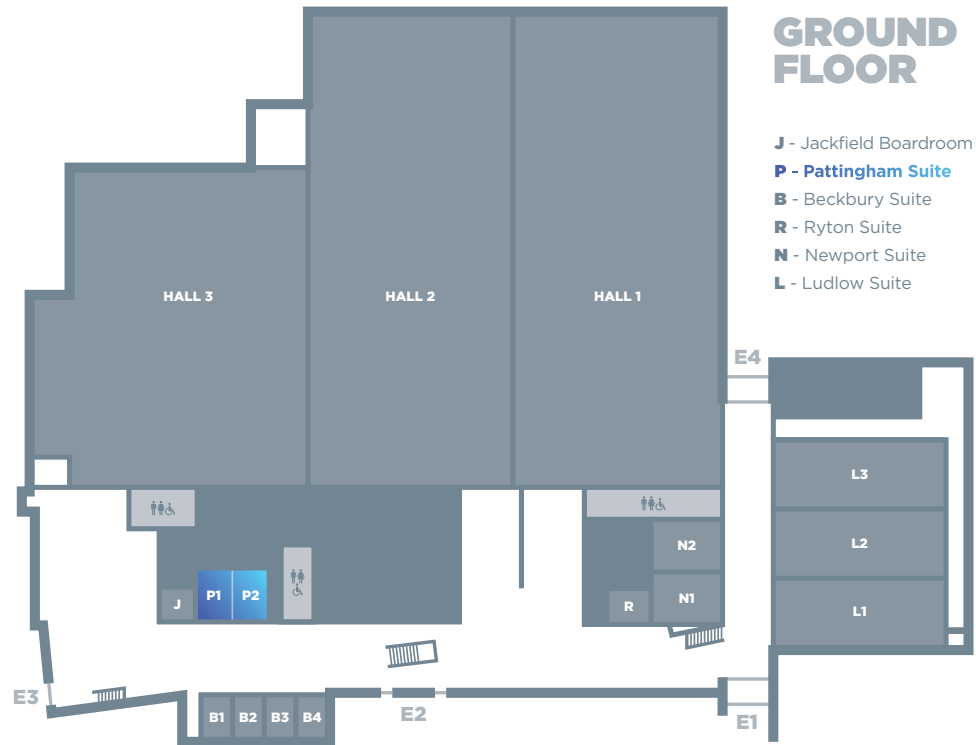 GROUND
FLOOR
J - Jackfield Boardroom
P - Pattingham Suite
B - Beckbury Suite
R - Ryton Suite
N - Newport Suite
L - Ludlow Suite
HALL 3
HALL 2
HALL 1
E4
L3
L2
L1
N2
N1
R
J
P1
P2
E3
B1
B2
B3
B4
E2
E1